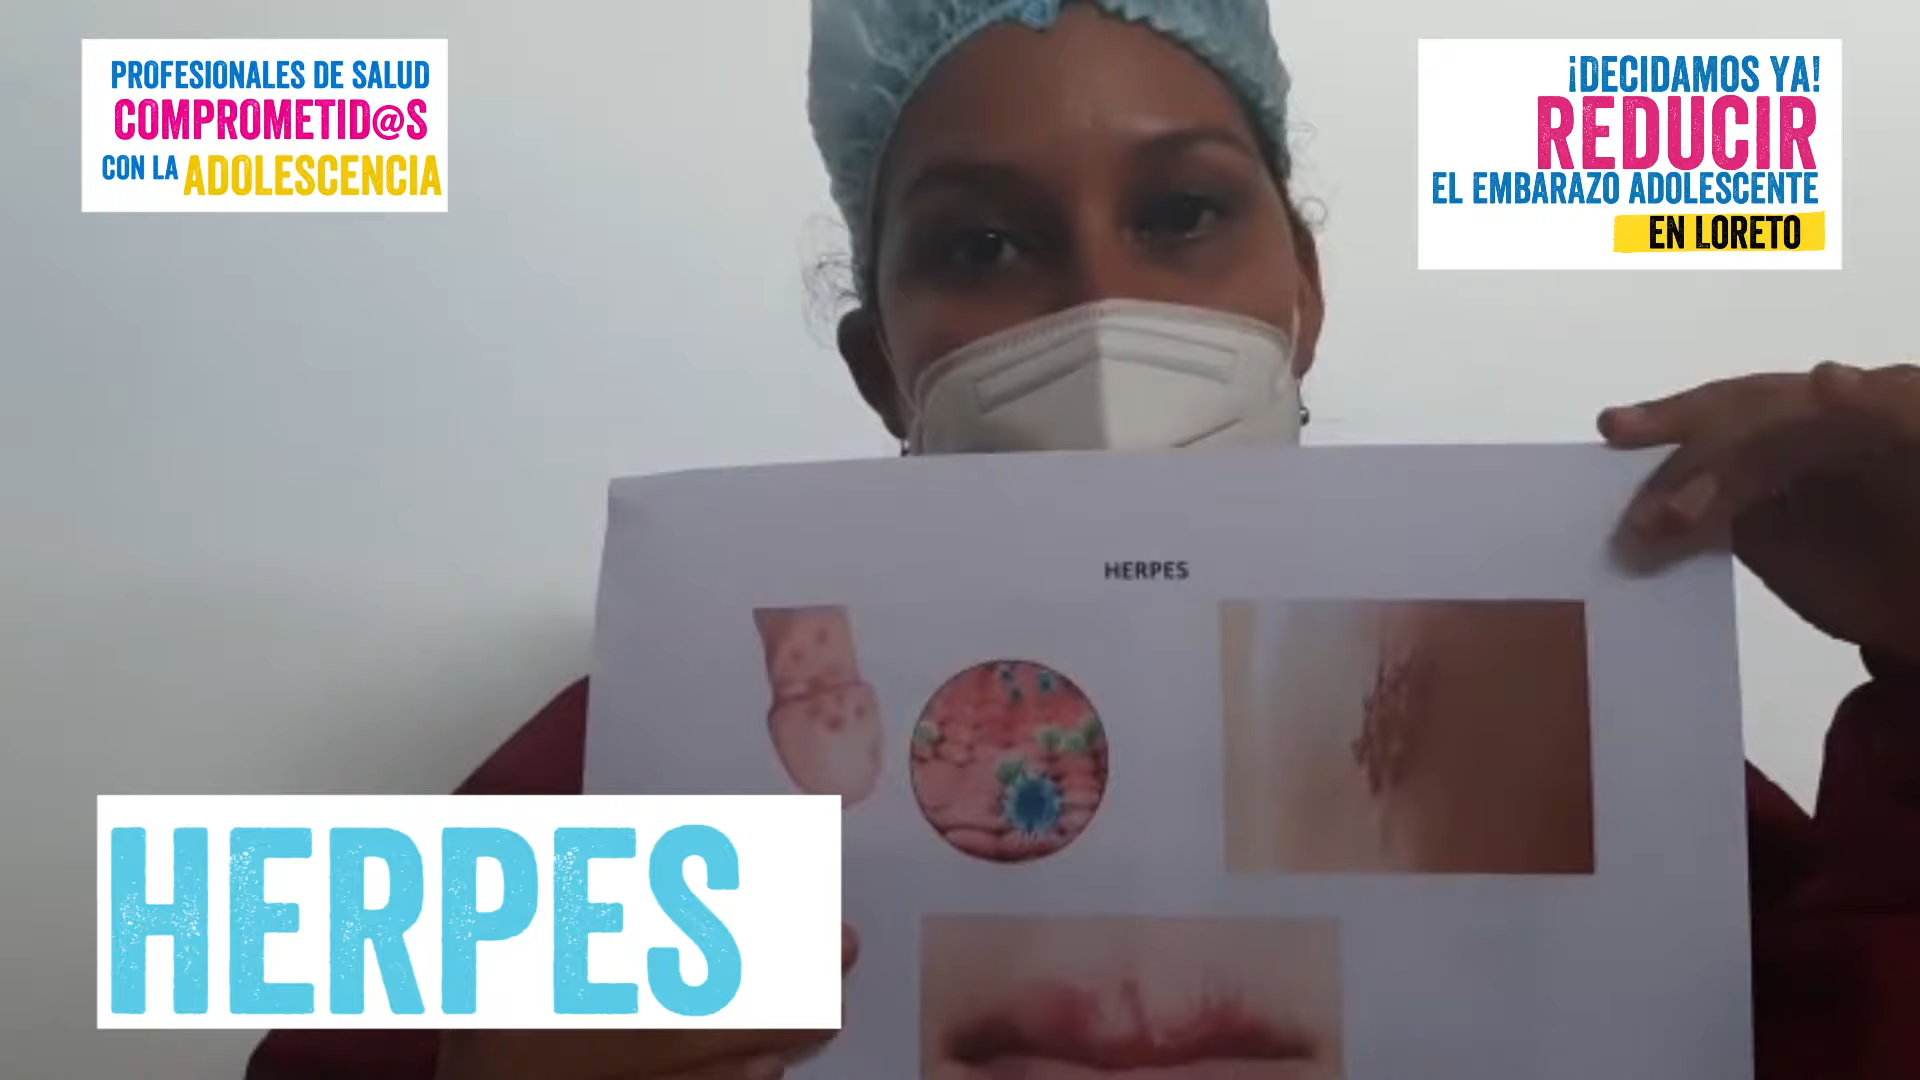 PROFESIONALES DE SALUD
COMPROMETID@S
CON LA ADOLESCENCIA
¡DECIDAMOS YA!
REDUCIR
EL EMBARAZO ADOLESCENTE
EN LORETO
HERPES
HERPES